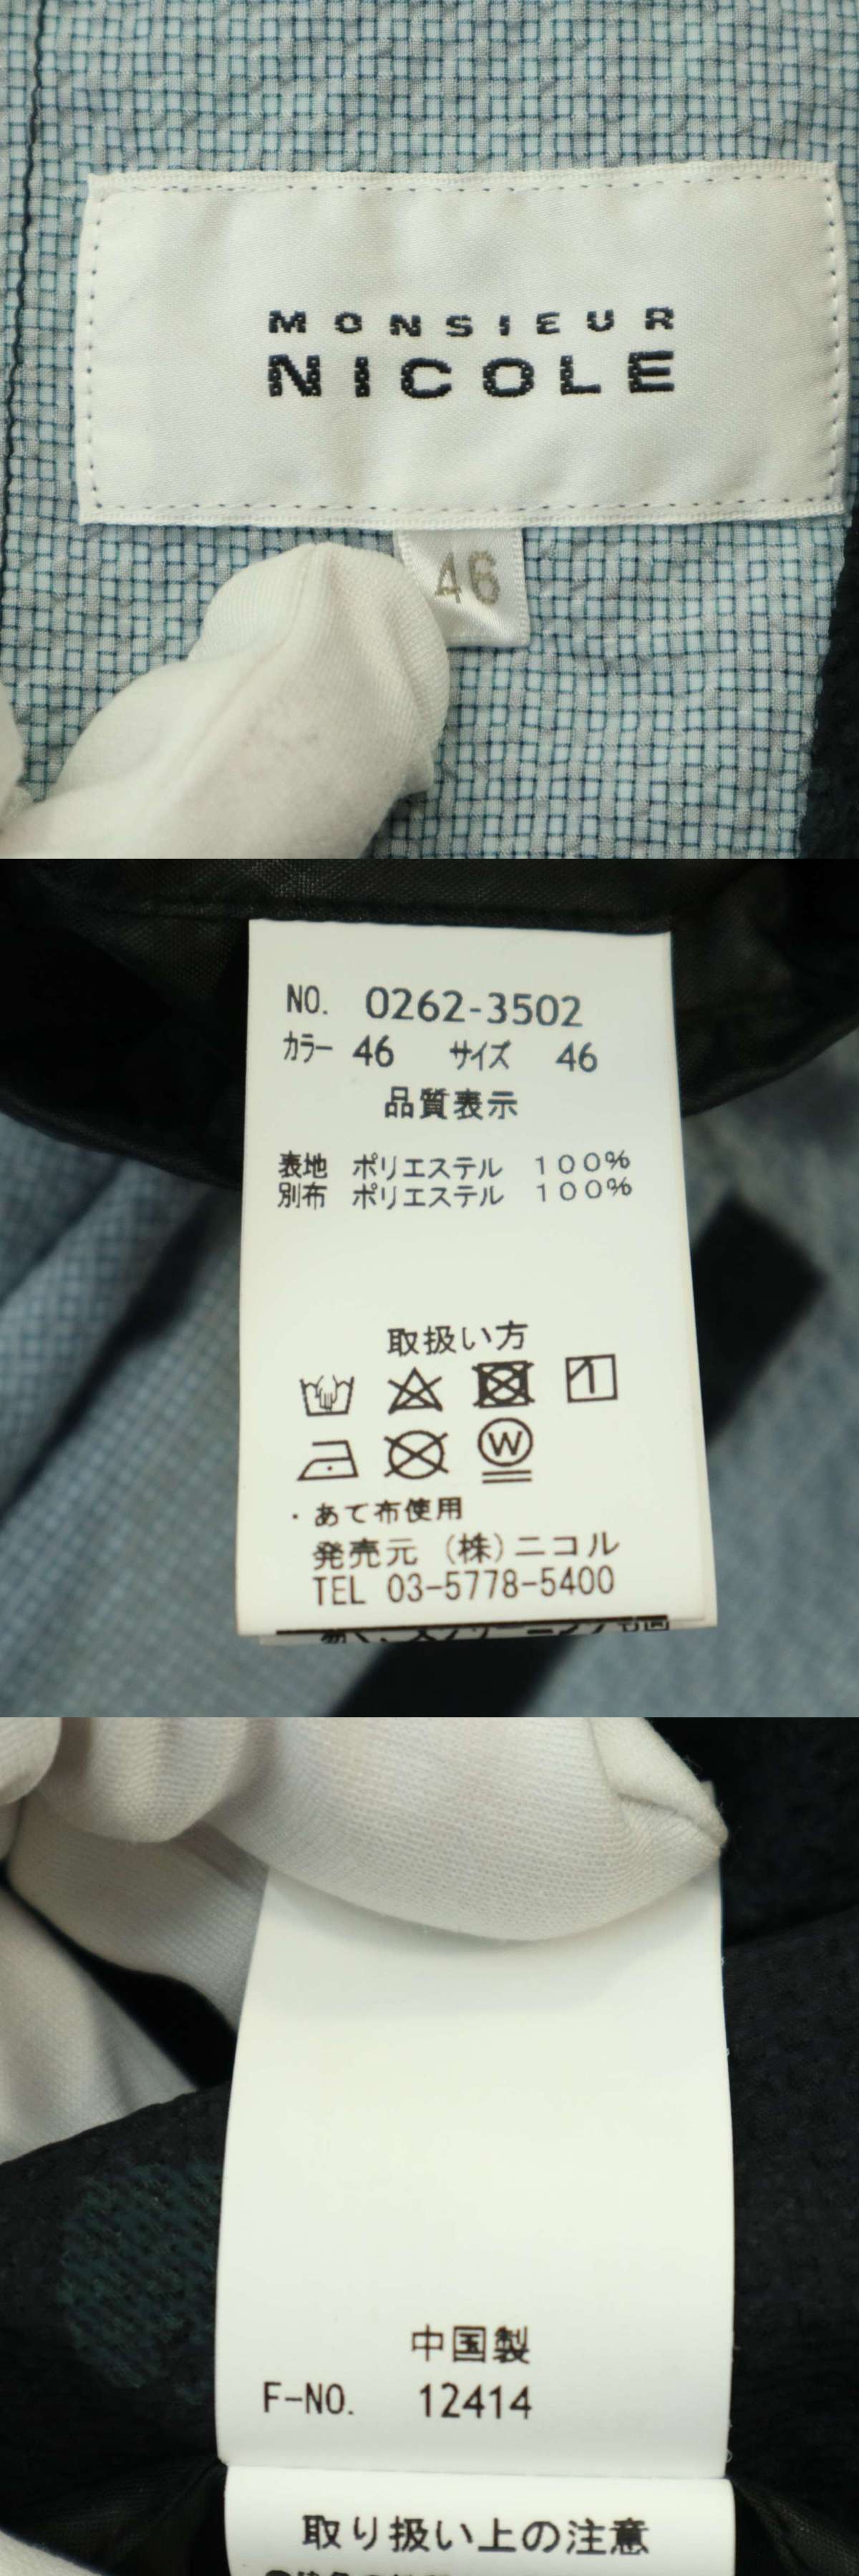 MONSIEUR
NICOLE
46
NO. 0262-3502
カラー 46 サイズ 46
品質表示
表地 ポリエステル 100%
別布 ポリエステル 100%
取扱い方
W
・あて布使用
発売元 (株)ニコル
TEL 03-5778-5400
中国製
F-NO. 12414
取り扱い上の注意